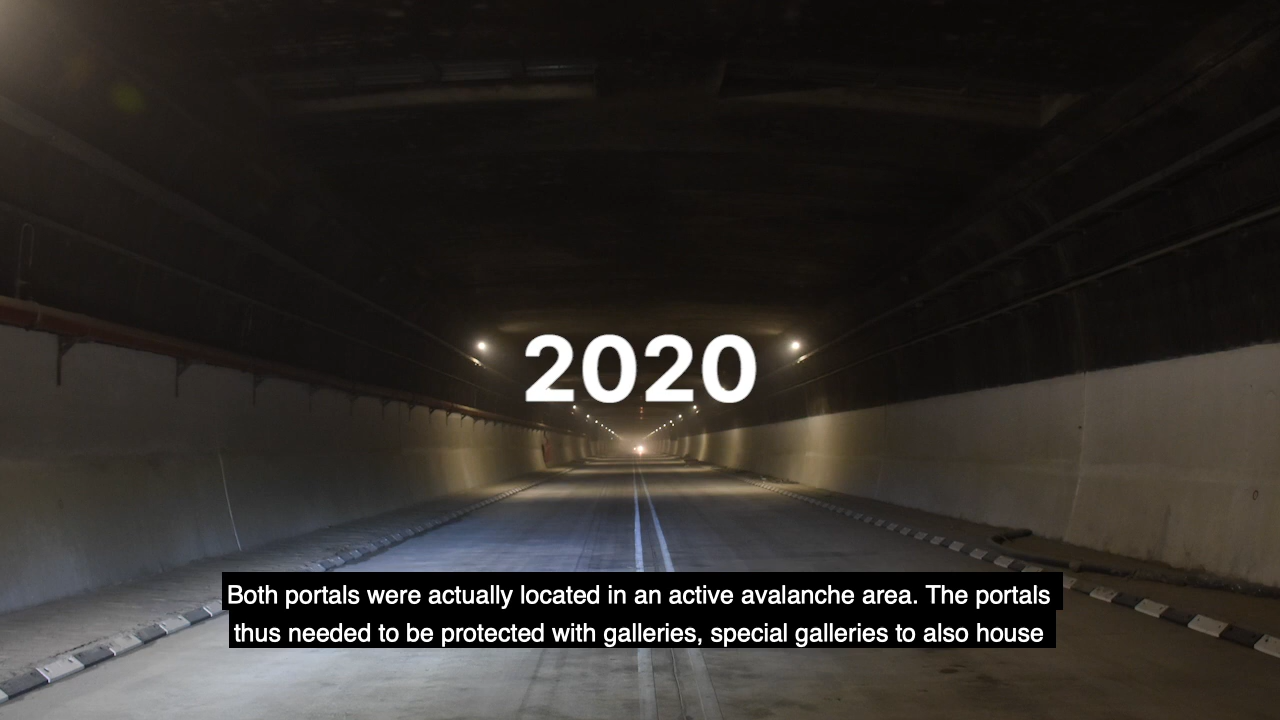 2020
Both portals were actually located in an active avalanche area. The portals
thus needed to be protected with galleries, special galleries to also house